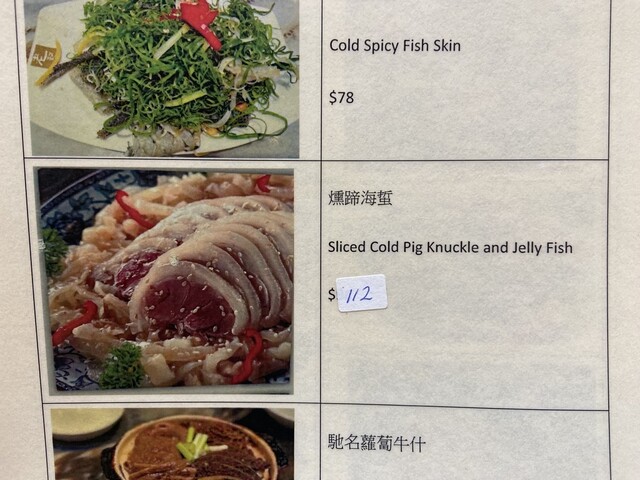 Cold Spicy Fish Skin
$78
燻蹄海蜇
Sliced Cold Pig Knuckle and Jelly Fish
$112
馳名蘿蔔牛什